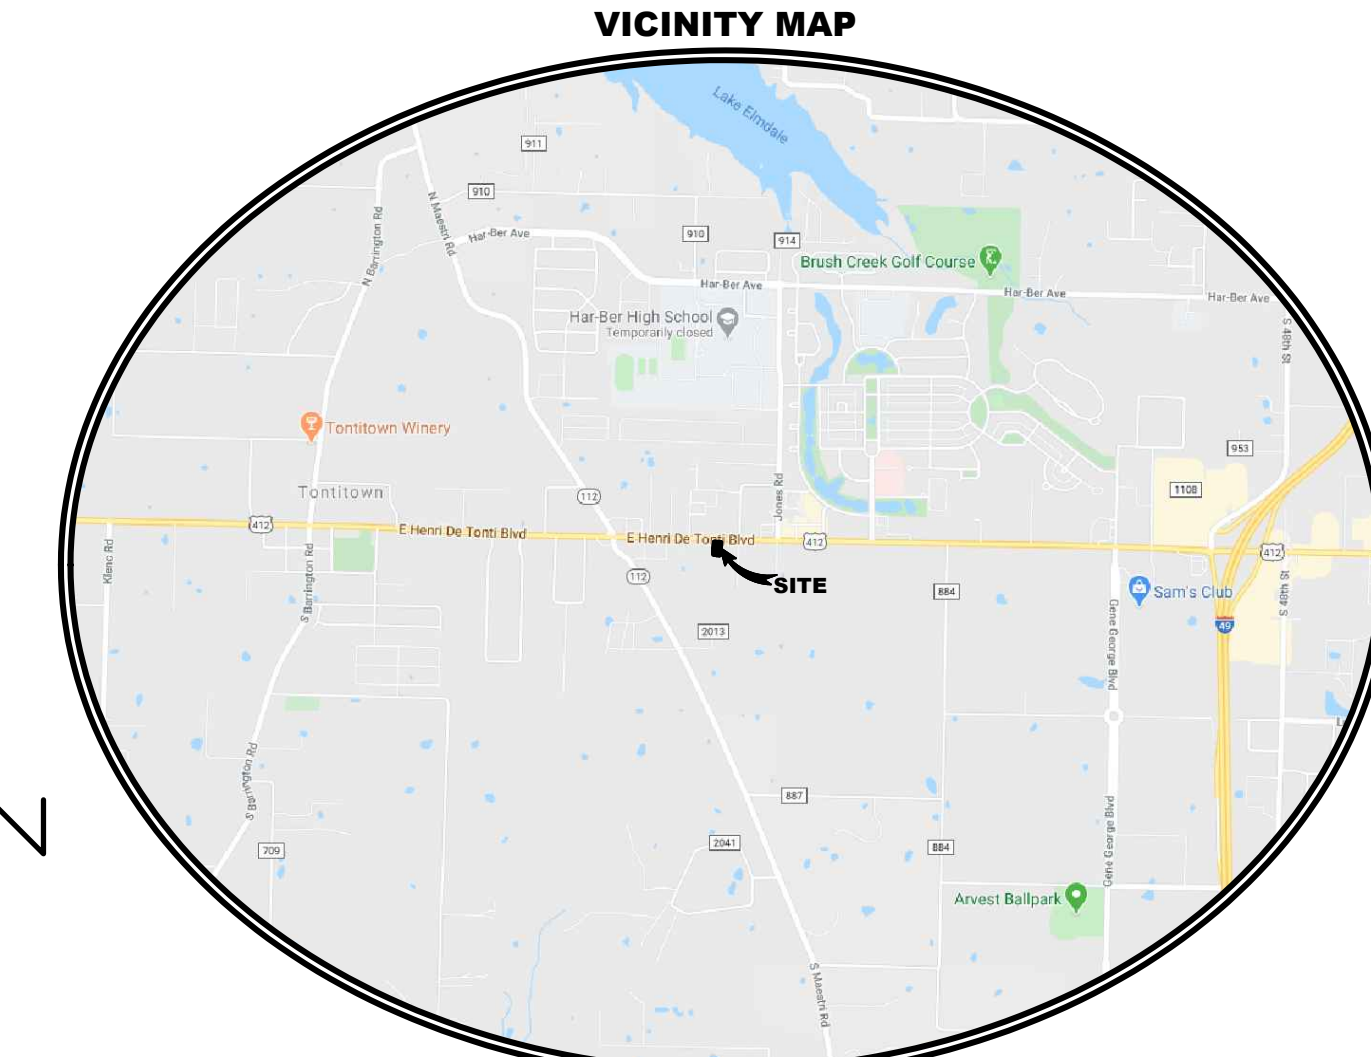 VICINITY MAP
Lake Elmdale
911
910
N Maestri Rd
N Barrington Rd
Har-Ber Ave
910
914
Brush Creek Golf Course
Har-Ber Ave
Har-Ber Ave
Har-Ber Ave
Har-Ber High School
Temporarily closed
S 48th St
Tontitown Winery
953
Tontitown
1108
112
Jones Rd
412
E Henri De Tonti Blvd
E Henri De Tonti Blvd
412
412
Klenc Rd
S Barrington Rd
112
SITE
884
Sam's Club
S 48th St
Gene George Blvd
49
2013
S Barrington Rd
887
2041
884
709
Gene George Blvd
Arvest Ballpark
S Maestri Rd